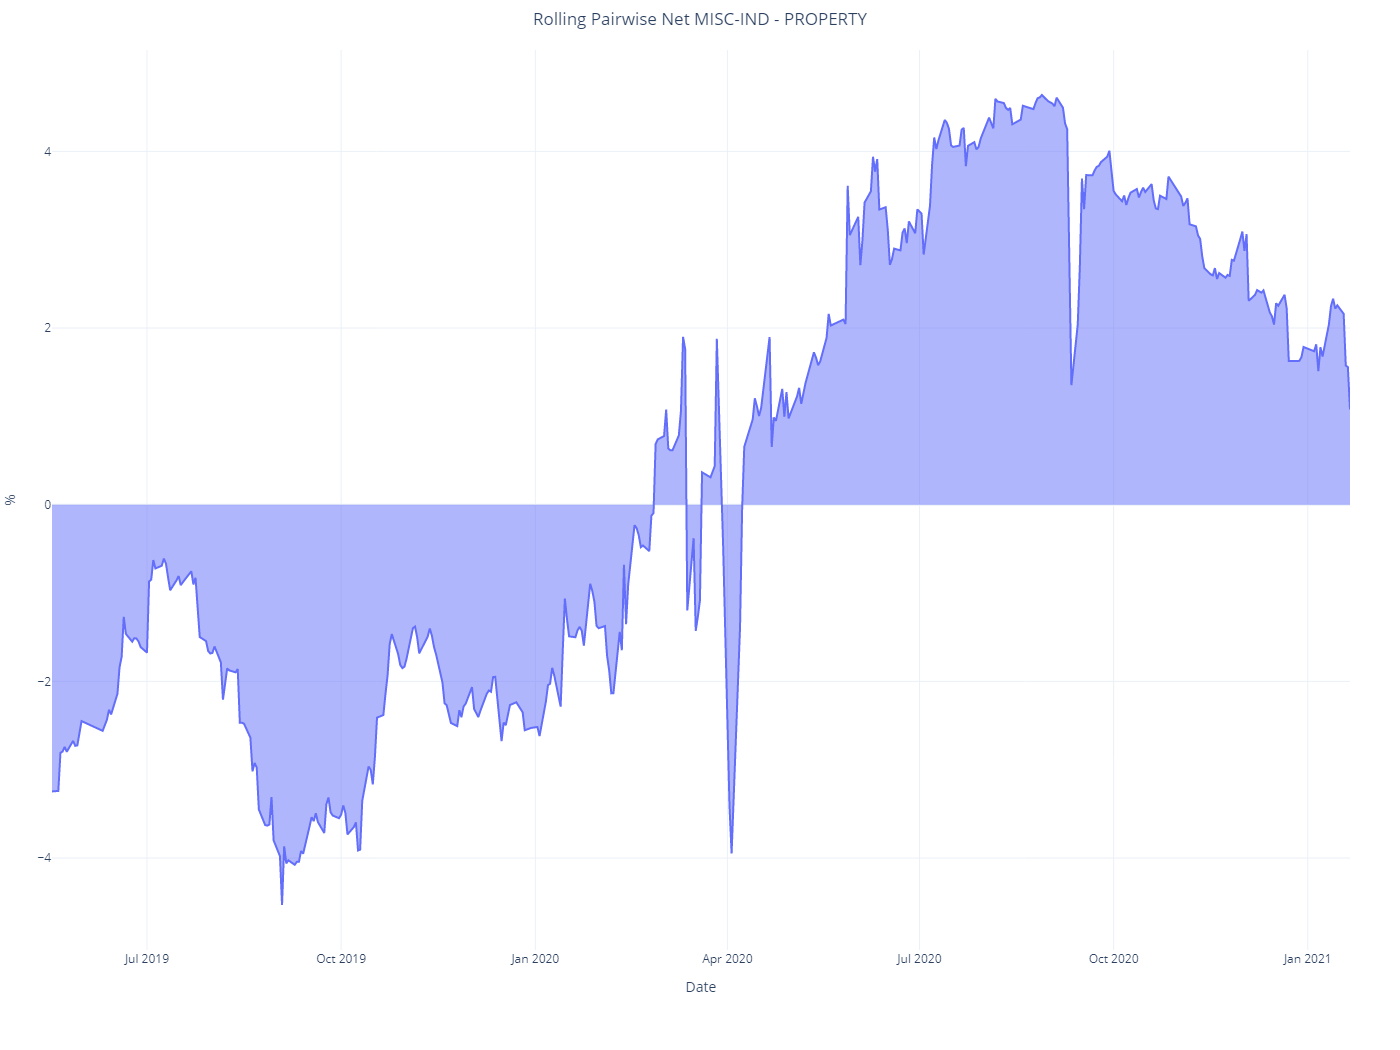 Rolling Pairwise Net MISC-IND - PROPERTY
4
2
0
−2
−4
%
Jul 2019
Oct 2019
Jan 2020
Apr 2020
Jul 2020
Oct 2020
Jan 2021
Date